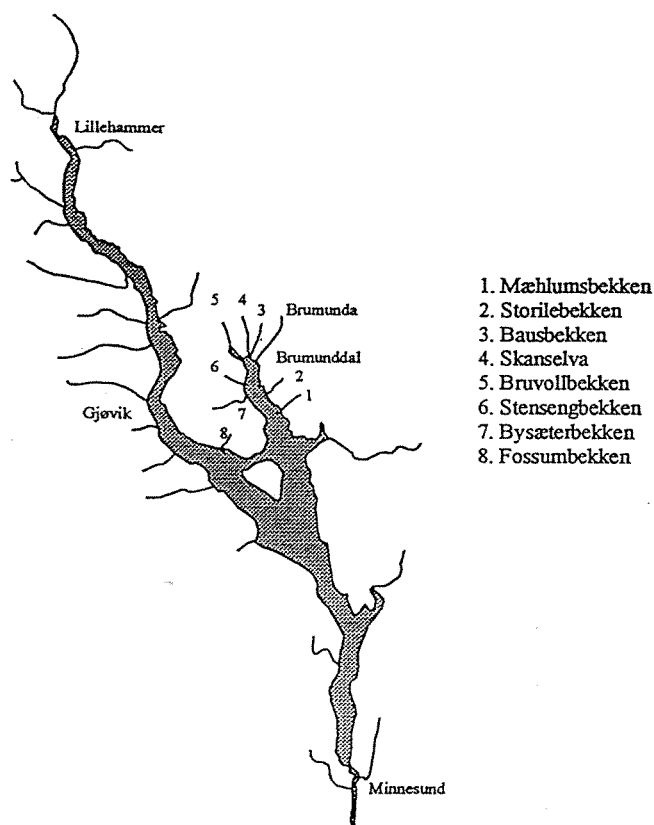 Lillehammer
5
4
3
Brumunda
Brumunddal
6
2
7
1
Gjøvik
8
Minnesund
1. Mæhlumsbekken
2. Storilebekken
3. Bausbekken
4. Skanselva
5. Bruvollbekken
6. Stensengbekken
7. Bysæterbekken
8. Fossumbekken